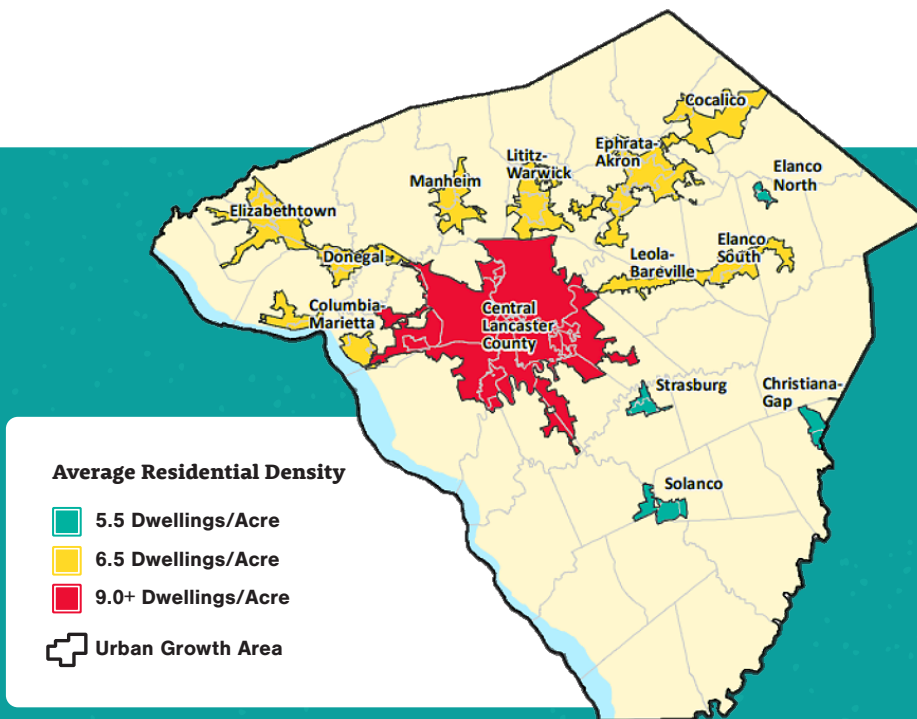 Cocalico
Ephrata-
Akron
Lititz-
Warwick
Manheim
Elanco
North
Elizabethtown
Donegal
Elanco
South
Leola-
Bareville
Columbia-
Marietta
Central
Lancaster
County
Strasburg
Christiana-
Gap
Solanco
Average Residential Density
5.5 Dwellings/Acre
6.5 Dwellings/Acre
9.0+ Dwellings/Acre
Urban Growth Area